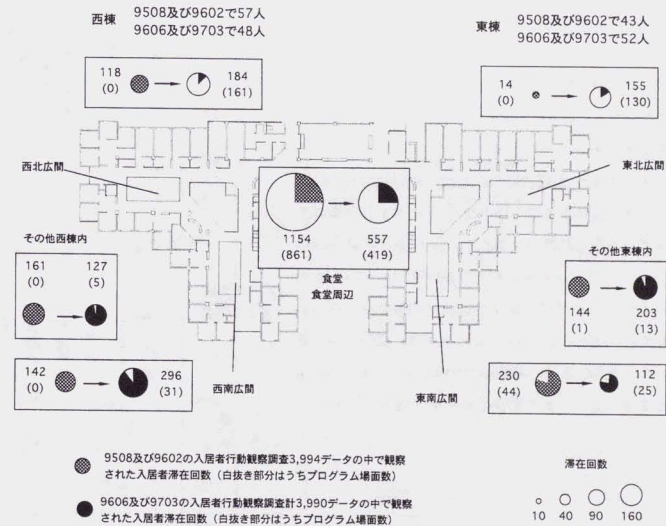 西棟 9508及び9602で57人
9606及び9703で48人
東棟 9508及び9602で43人
9606及び9703で52人
118
(0)
184
(161)
14
(0)
155
(130)
西北広間
東北広間
1154
(861)
557
(419)
食堂
食堂周辺
その他西棟内
161
(0)
127
(5)
その他東棟内
144
(1)
203
(13)
142
(0)
296
(31)
西南広間
東南広間
230
(44)
112
(25)
9508及び9602の入居者行動観察調査3,994データの中で観察
された入居者滞在回数(白抜き部分はうちプログラム場面数)
9606及び9703の入居者行動観察調査計3,990データの中で観察
された入居者滞在回数(白抜き部分はうちプログラム場面数)
滞在回数
10 40 90 160